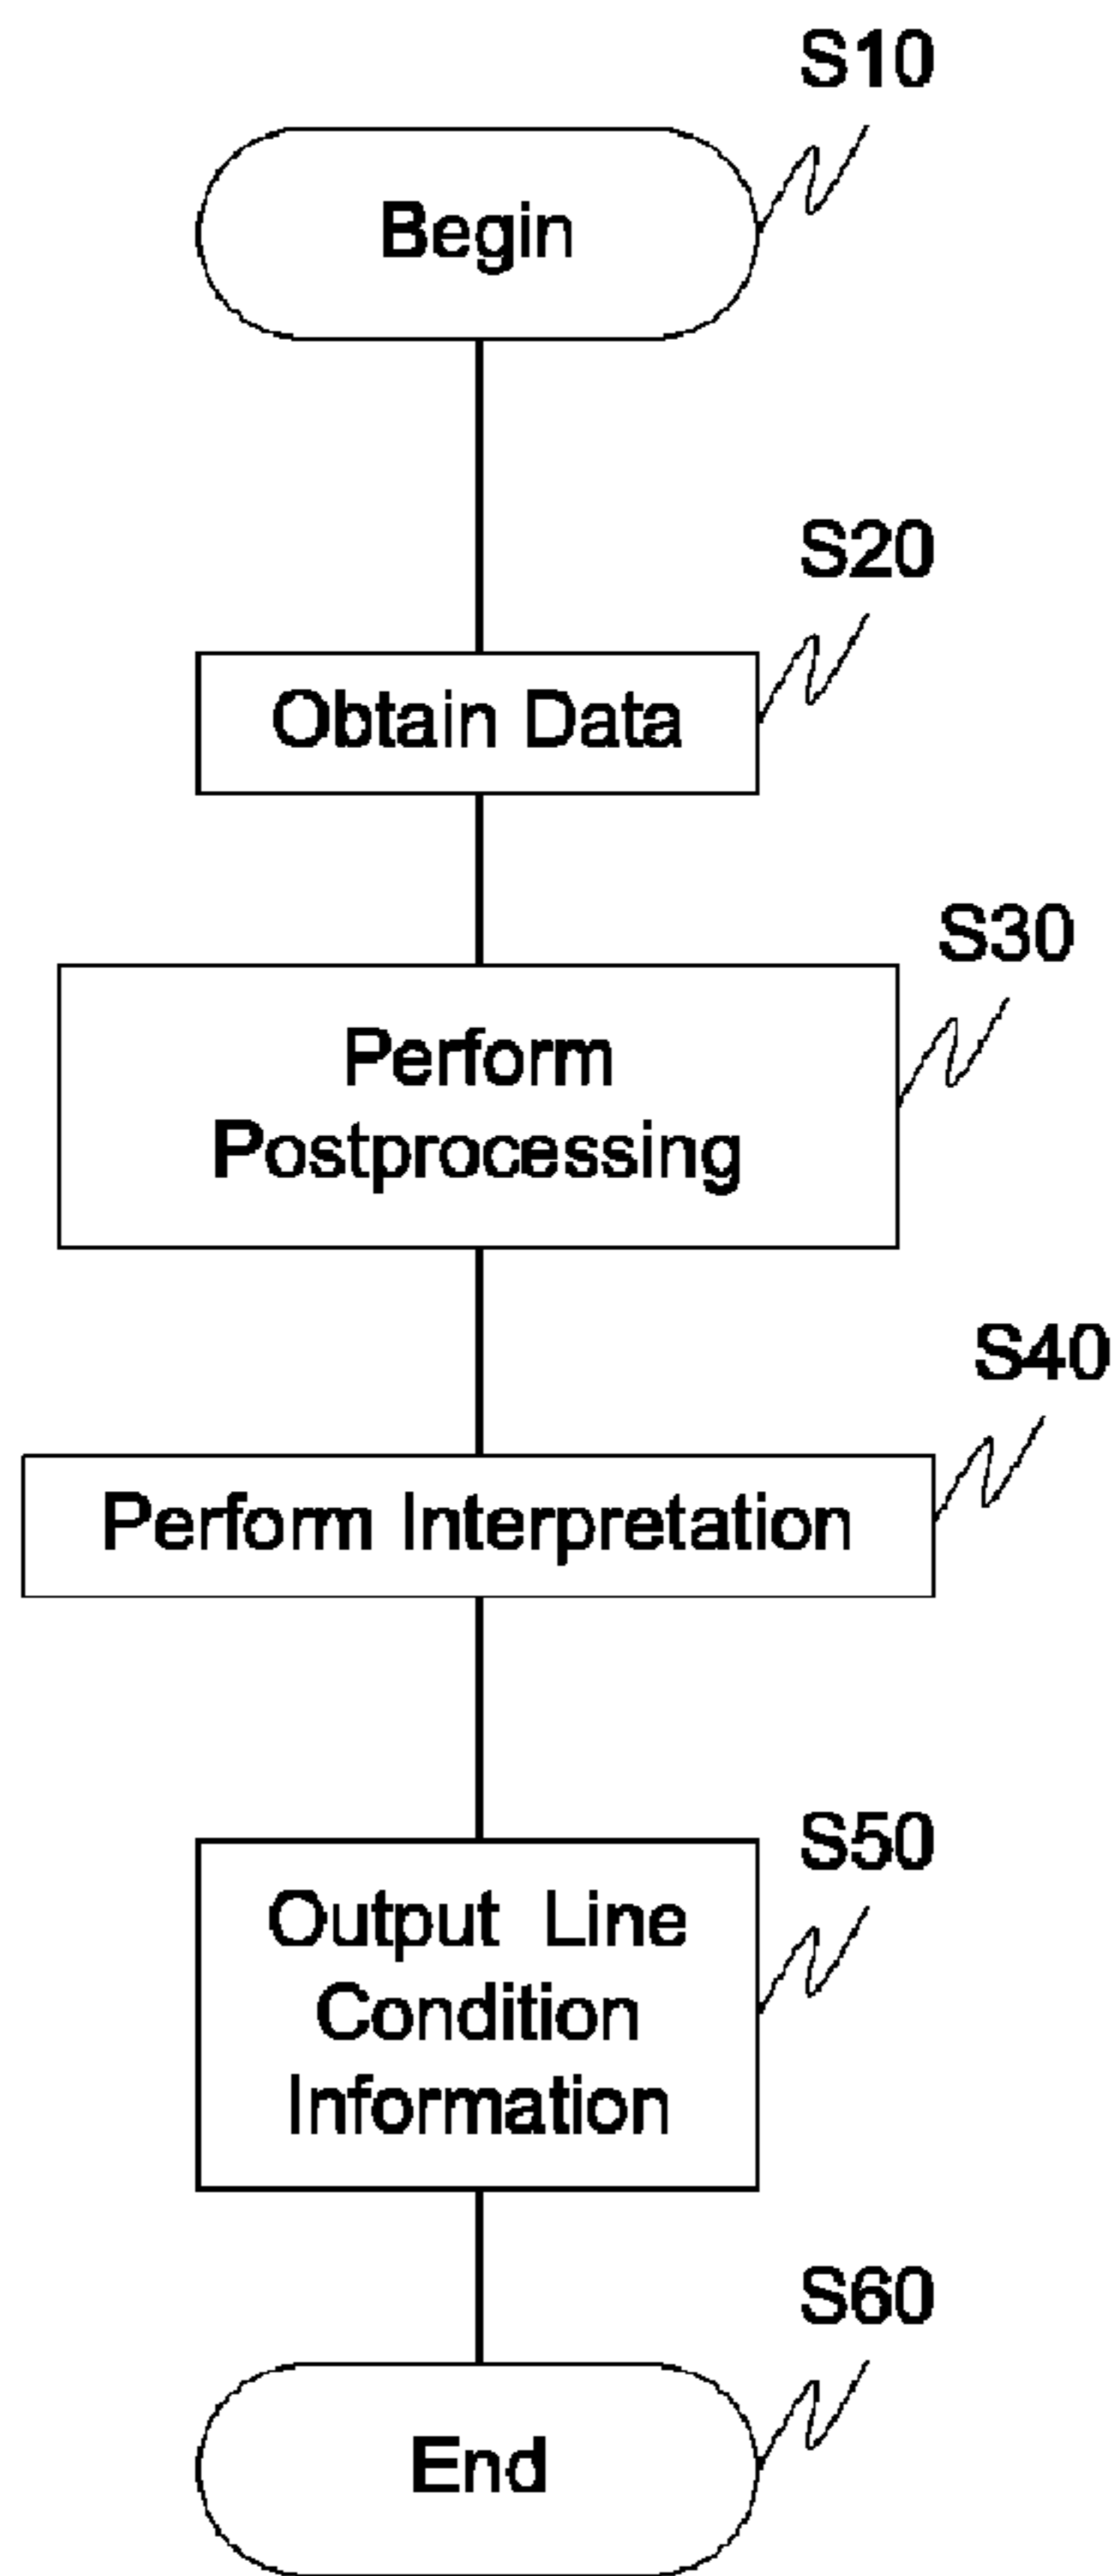 S10
Begin
S20
Obtain Data
S30
Perform
Postprocessing
S40
Perform Interpretation
S50
Output Line
Condition
Information
S60
End